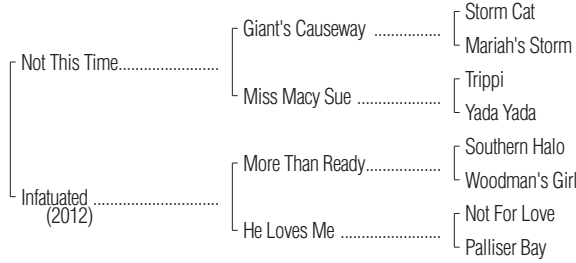 Storm Cat
Giant's Causeway ................
Mariah's Storm
Not This Time........................
Trippi
Miss Macy Sue ....................
Yada Yada
Southern Halo
More Than Ready..................
Woodman's Girl
Infatuated ..............................
(2012)
Not For Love
He Loves Me ........................
Palliser Bay